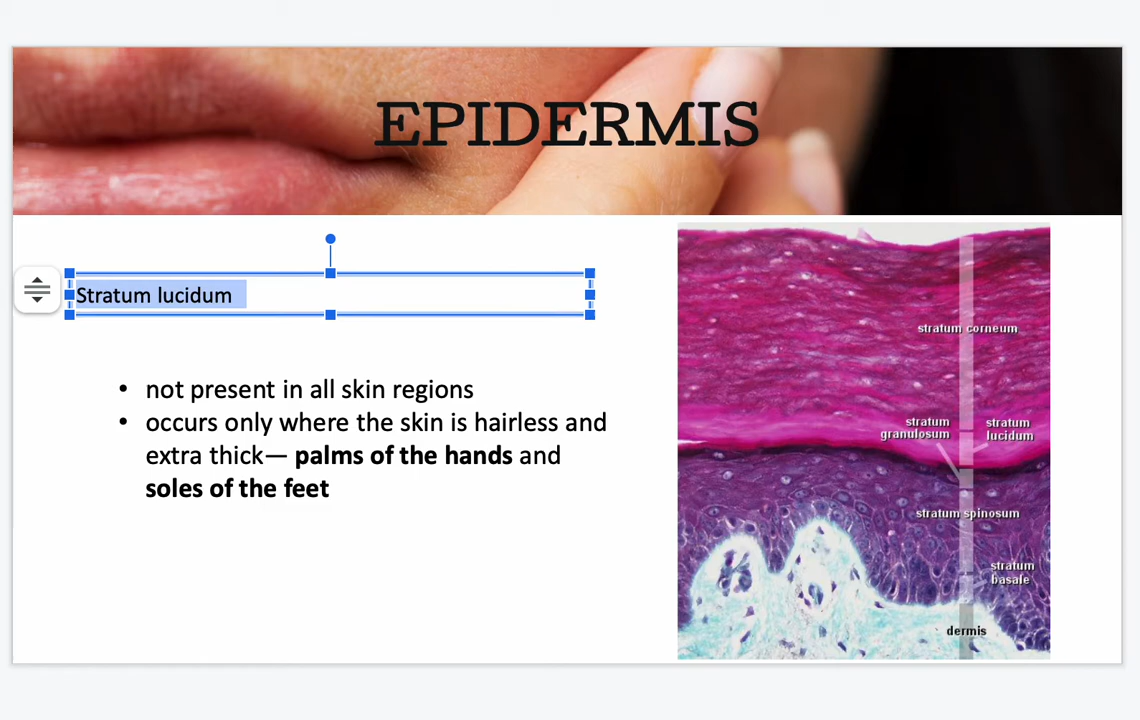 EPIDERMIS
Stratum lucidum
• not present in all skin regions
• occurs only where the skin is hairless and
extra thick— palms of the hands and
soles of the feet
stratum corneum
stratum
granulosum
stratum
lucidum
stratum spinosum
stratum
basale
dermis